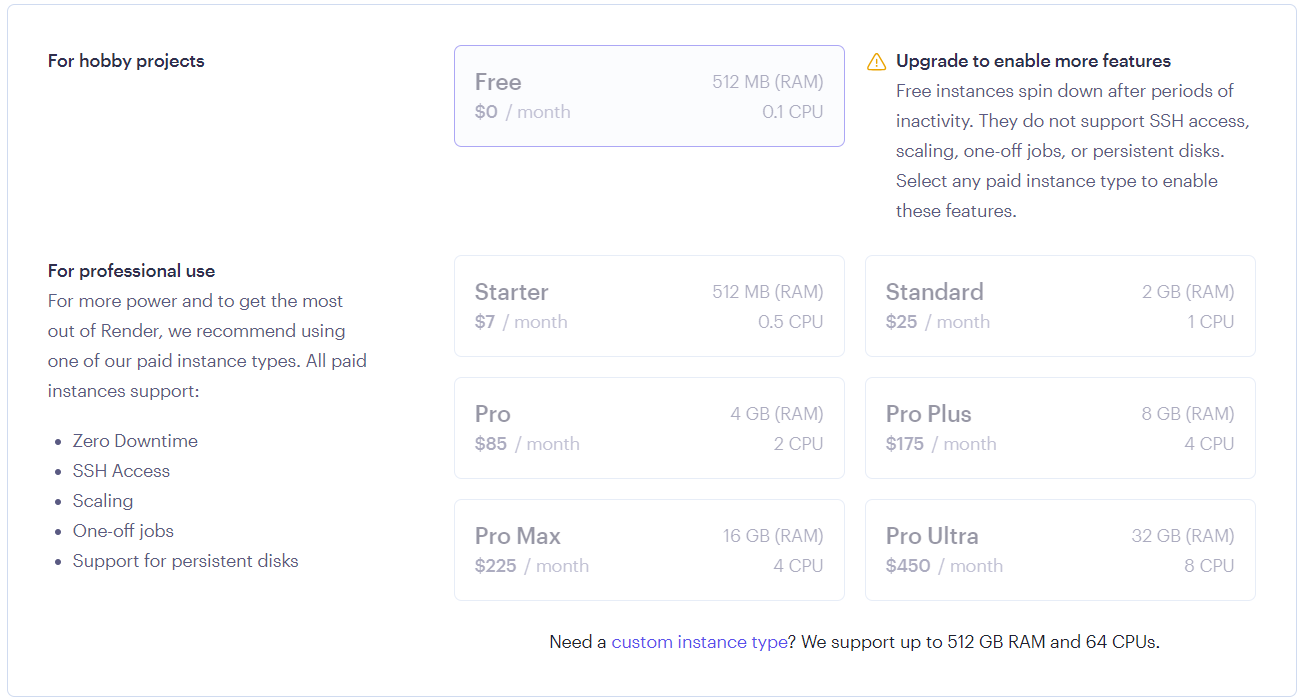 For hobby projects
Free
512 MB (RAM)
$0 / month
0.1 CPU
Upgrade to enable more features
Free instances spin down after periods of
inactivity. They do not support SSH access,
scaling, one-off jobs, or persistent disks.
Select any paid instance type to enable
these features.
For professional use
For more power and to get the most
out of Render, we recommend using
one of our paid instance types. All paid
instances support:
• Zero Downtime
• SSH Access
• Scaling
• One-off jobs
• Support for persistent disks
Starter
512 MB (RAM)
$7 / month
0.5 CPU
Standard
2 GB (RAM)
$25 / month
1 CPU
Pro
4 GB (RAM)
$85 / month
2 CPU
Pro Plus
8 GB (RAM)
$175 / month
4 CPU
Pro Max
16 GB (RAM)
$225 / month
4 CPU
Pro Ultra
32 GB (RAM)
$450 / month
8 CPU
Need a custom instance type? We support up to 512 GB RAM and 64 CPUs.